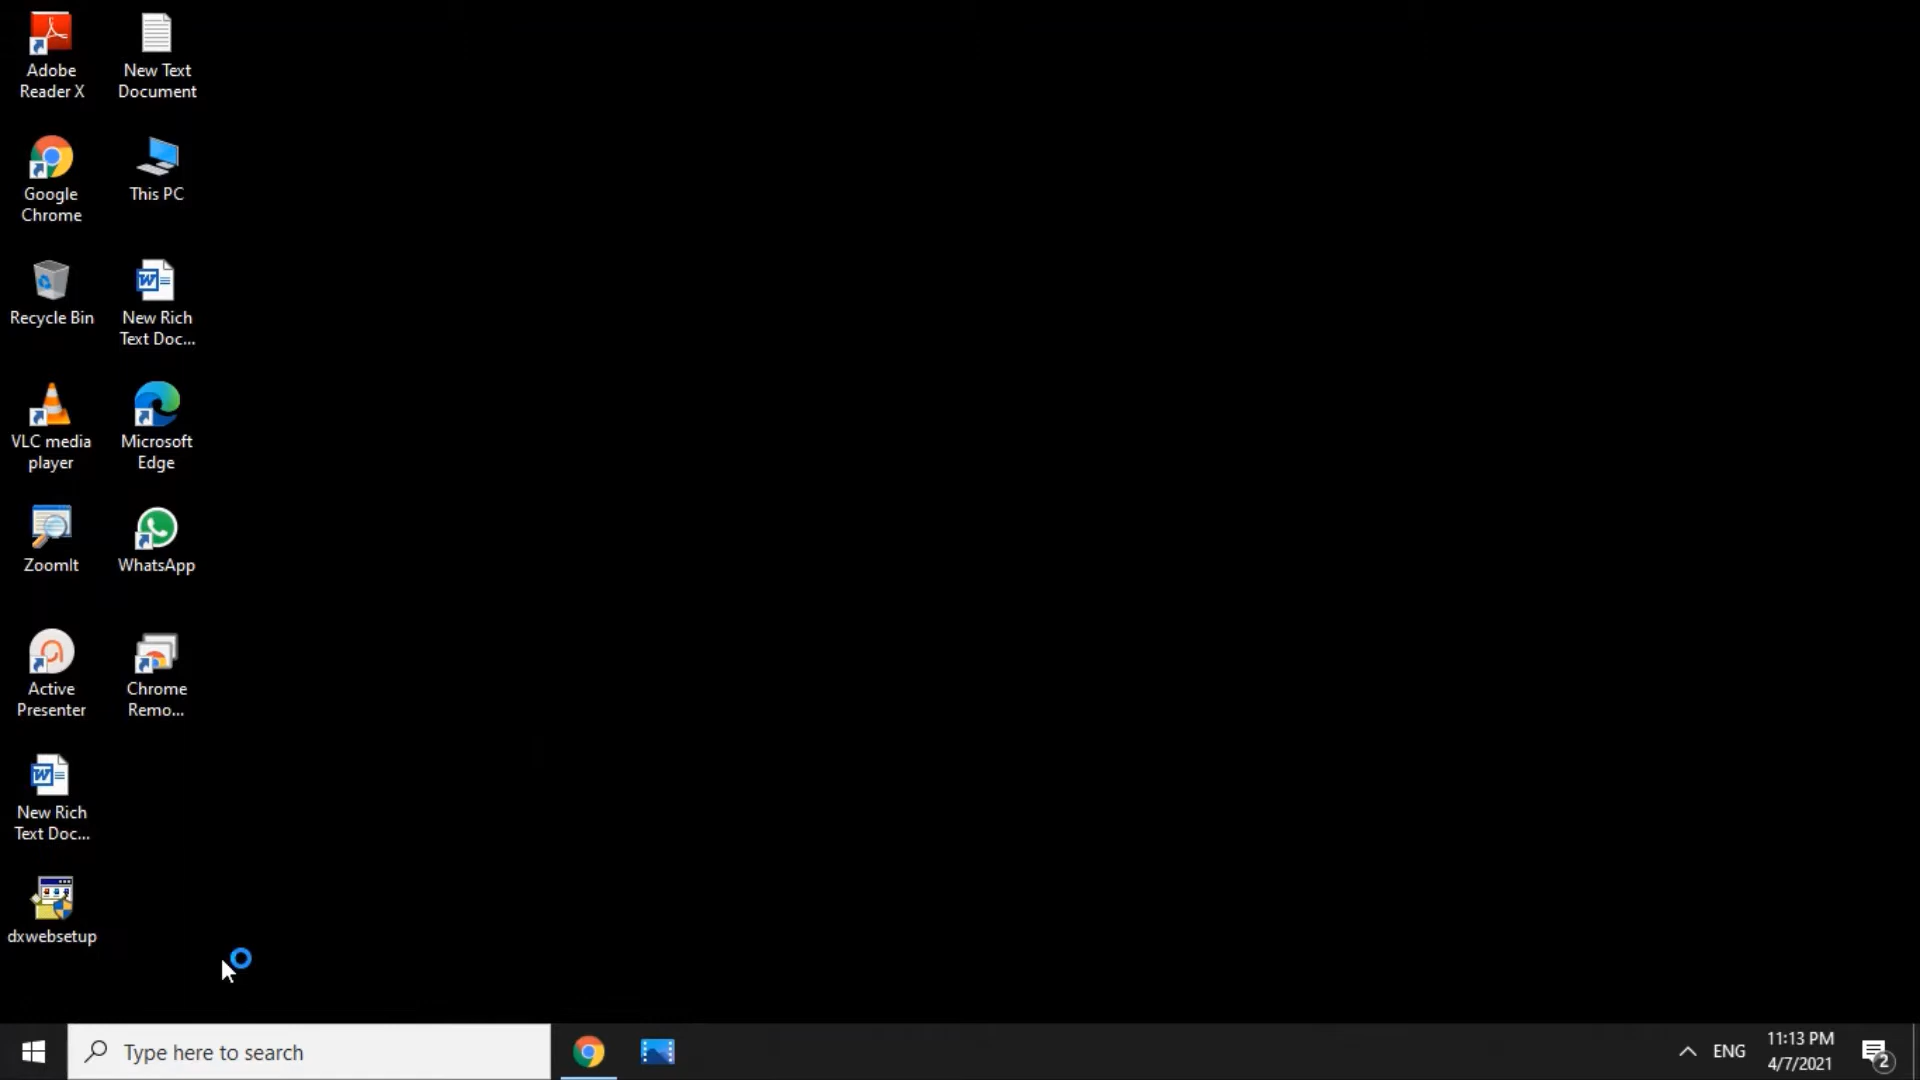 Adobe
Reader X
New Text
Document
Google
Chrome
This PC
Recycle Bin
New Rich
Text Doc...
VLC media
player
Microsoft
Edge
ZoomIt
WhatsApp
Active
Presenter
Chrome
Remo...
New Rich
Text Doc...
dxwebsetup
Type here to search
ENG
11:13 PM
4/7/2021
2